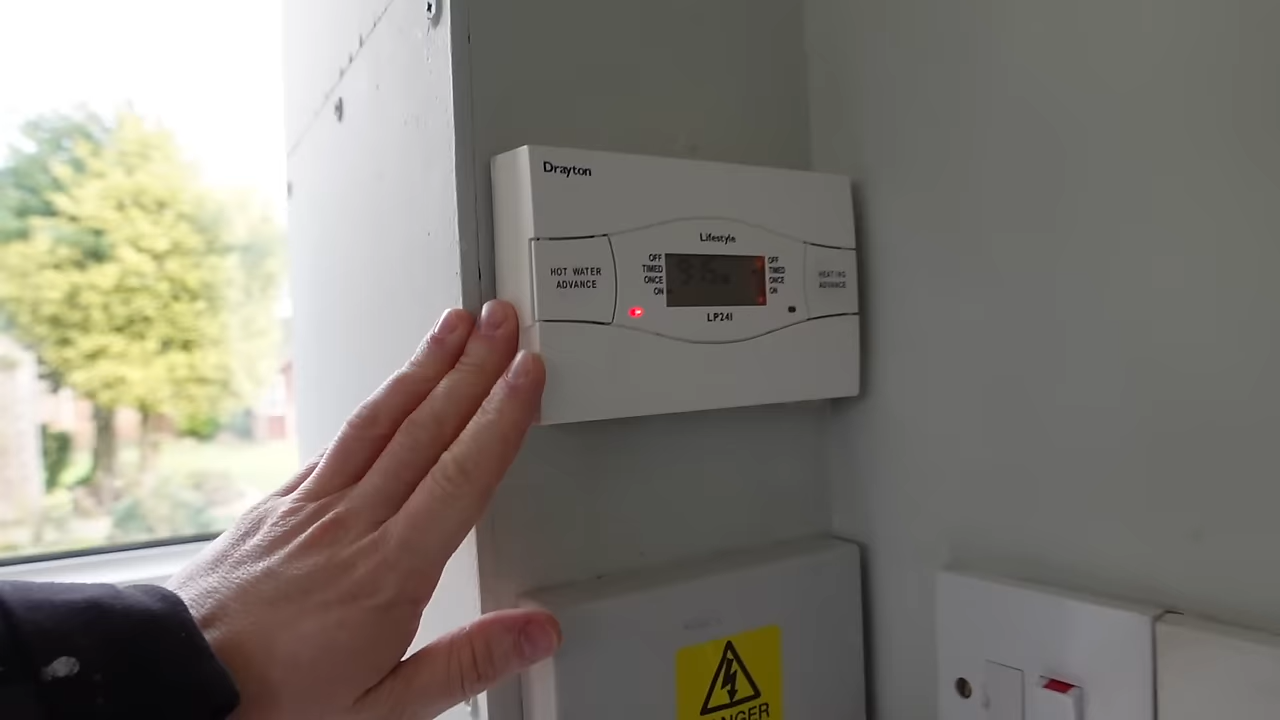 Drayton
Lifestyle
HOT WATER
ADVANCE
OFF
TIMED
ONCE
ON
OFF
TIMED
ONCE
ON
HEATING
ADVANCE
LP241
DANGER